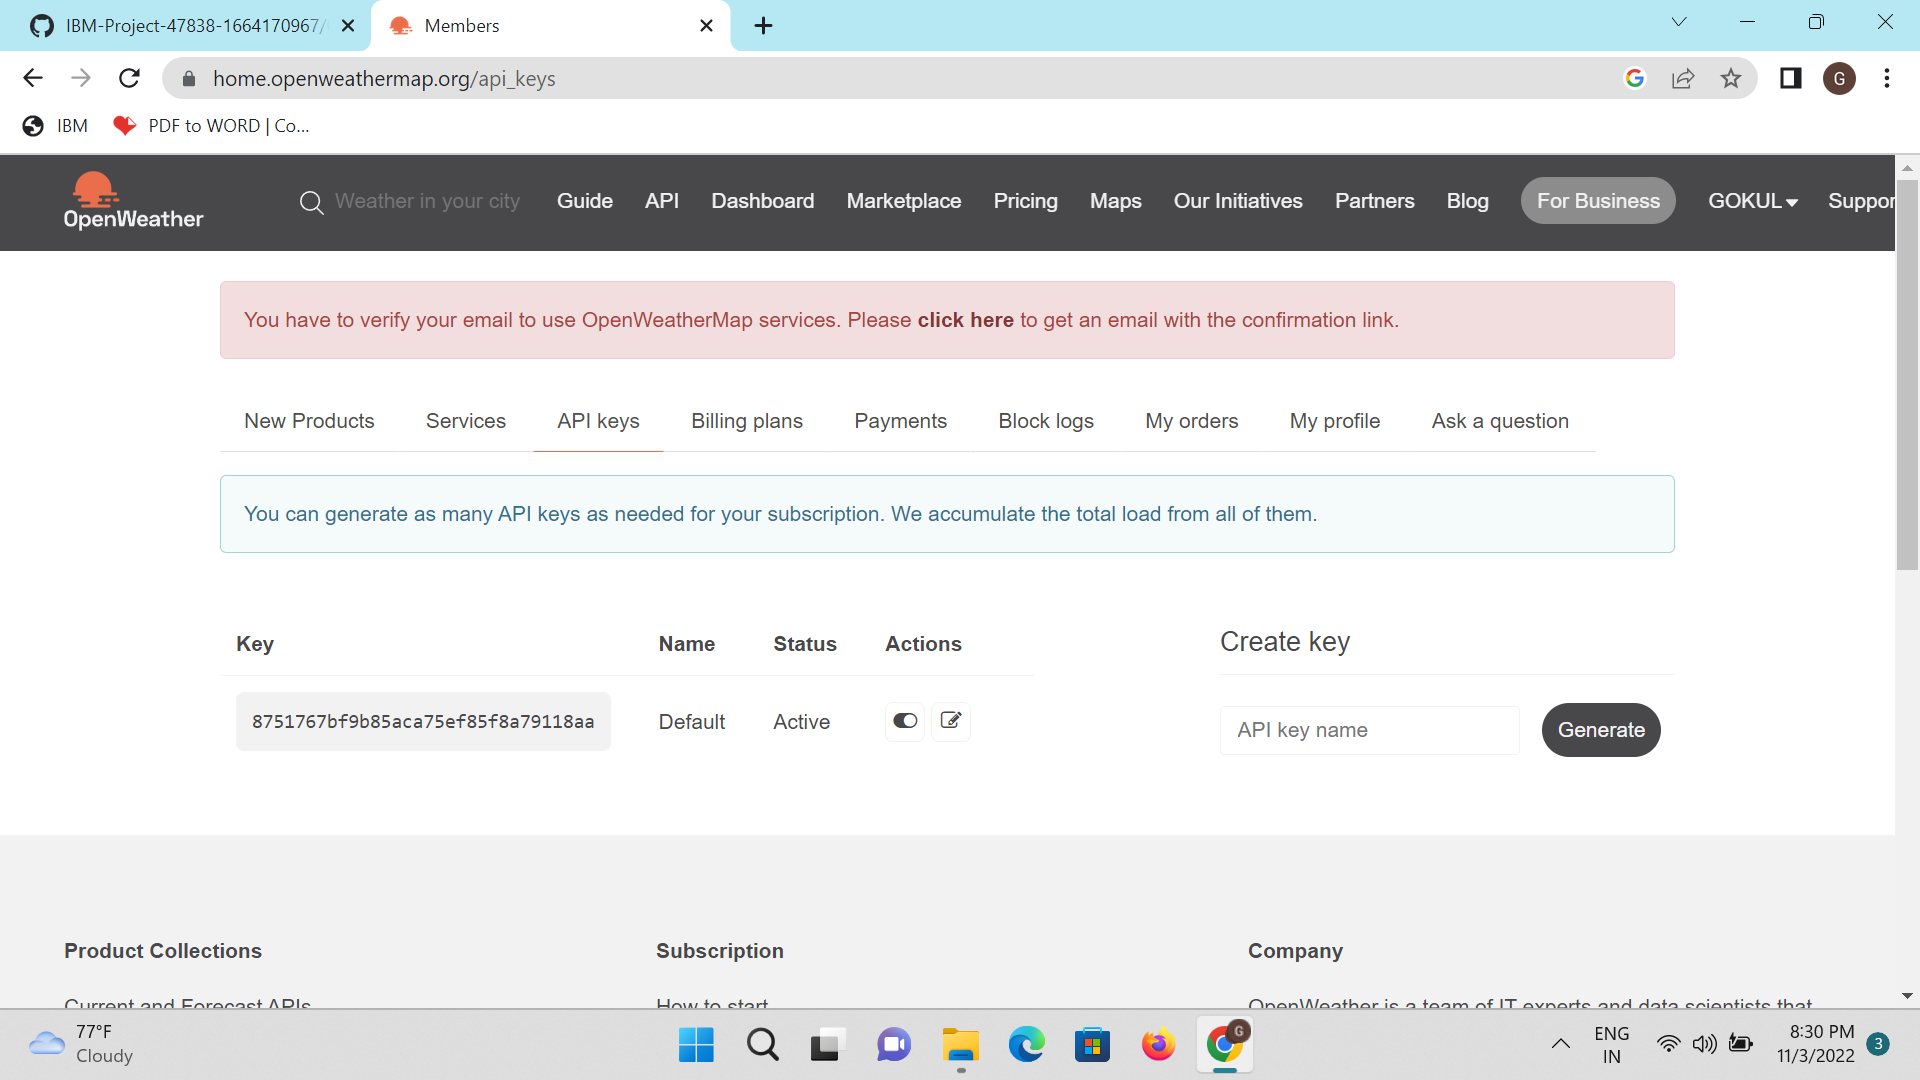 IBM-Project-47838-1664170967/
Members
home.openweathermap.org/api_keys
G
IBM
PDF to WORD | Co...
OpenWeather
Weather in your city
Guide
API
Dashboard
Marketplace
Pricing
Maps
Our Initiatives
Partners
Blog
For Business
GOKUL
Suppor
You have to verify your email to use OpenWeatherMap services. Please click here to get an email with the confirmation link.
New Products
Services
API keys
Billing plans
Payments
Block logs
My orders
My profile
Ask a question
You can generate as many API keys as needed for your subscription. We accumulate the total load from all of them.
Key
Name
Status
Actions
Create key
8751767bf9b85aca75ef85f8a79118aa
Default
Active
API key name
Generate
Product Collections
Subscription
Company
Current and Forecast APIs
How to start
OpenWeather is a team of IT experts and data scientists that
77°F
Cloudy
G
ENG
IN
8:30 PM
11/3/2022
3